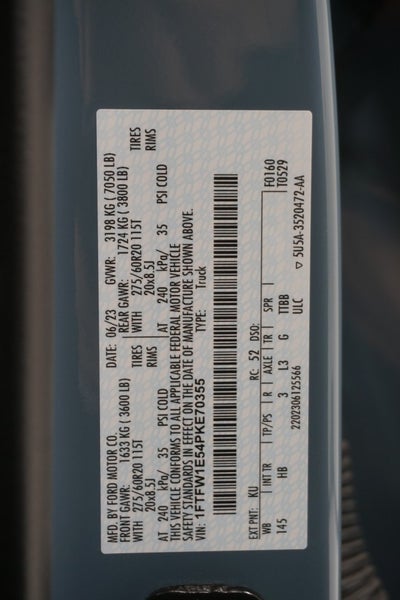 MFD. BY FORD MOTOR CO.
DATE: 06/23 GVWR: 3198 KG ( 7050 LB)
FRONT GAWR: 1633 KG ( 3600 LB) REAR GAWR: 1724 KG ( 3800 LB)
WITH 275/60R20 115T TIRES WITH 275/60R20 115T TIRES
20x8.5J RIMS 20x8.5J RIMS
AT 240 kPa/ 35 PSI COLD AT 240 kPa/ 35 PSI COLD
THIS VEHICLE CONFORMS TO ALL APPLICABLE FEDERAL MOTOR VEHICLE
SAFETY STANDARDS IN EFFECT ON THE DATE OF MANUFACTURE SHOWN ABOVE.
VIN: 1FTFW1E54PKE70355 TYPE: Truck
F0160
T0529
EXT PNT: KU RC: 52 DSO:
WB INT TR TP/PS R AXLE TR SPR
145 HB 3 L3 G TTBB
2202306125566 ULC
▽ 5U5A-3520472-AA